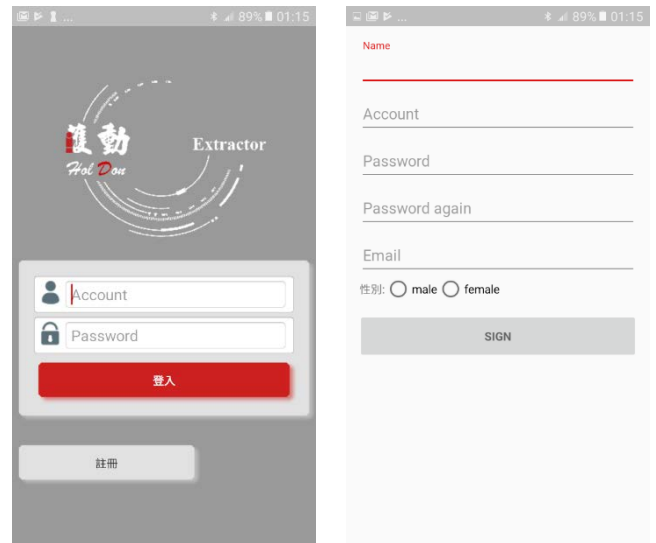 ... 89% 01:15
護動
Hol Don
Extractor
Account
Password
登入
註冊
... 89% 01:15
Name
Account
Password
Password again
Email
性別: male female
SIGN